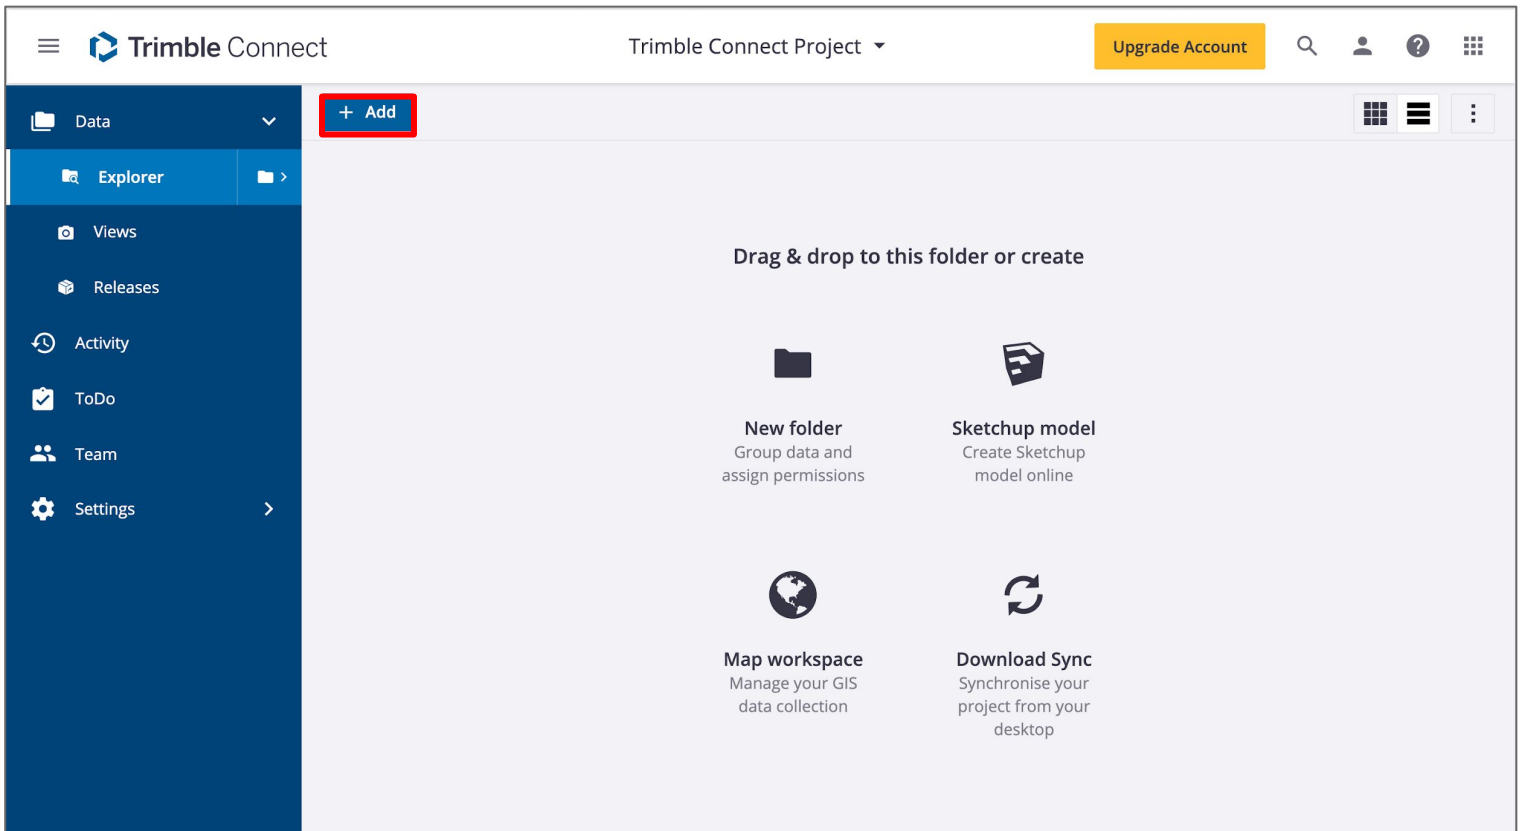 Trimble Connect
Trimble Connect Project
Upgrade Account
Data
+ Add
Explorer
Views
Releases
Activity
ToDo
Team
Settings
Drag & drop to this folder or create
New folder
Group data and
assign permissions
Sketchup model
Create Sketchup
model online
Map workspace
Manage your GIS
data collection
Download Sync
Synchronise your
project from your
desktop